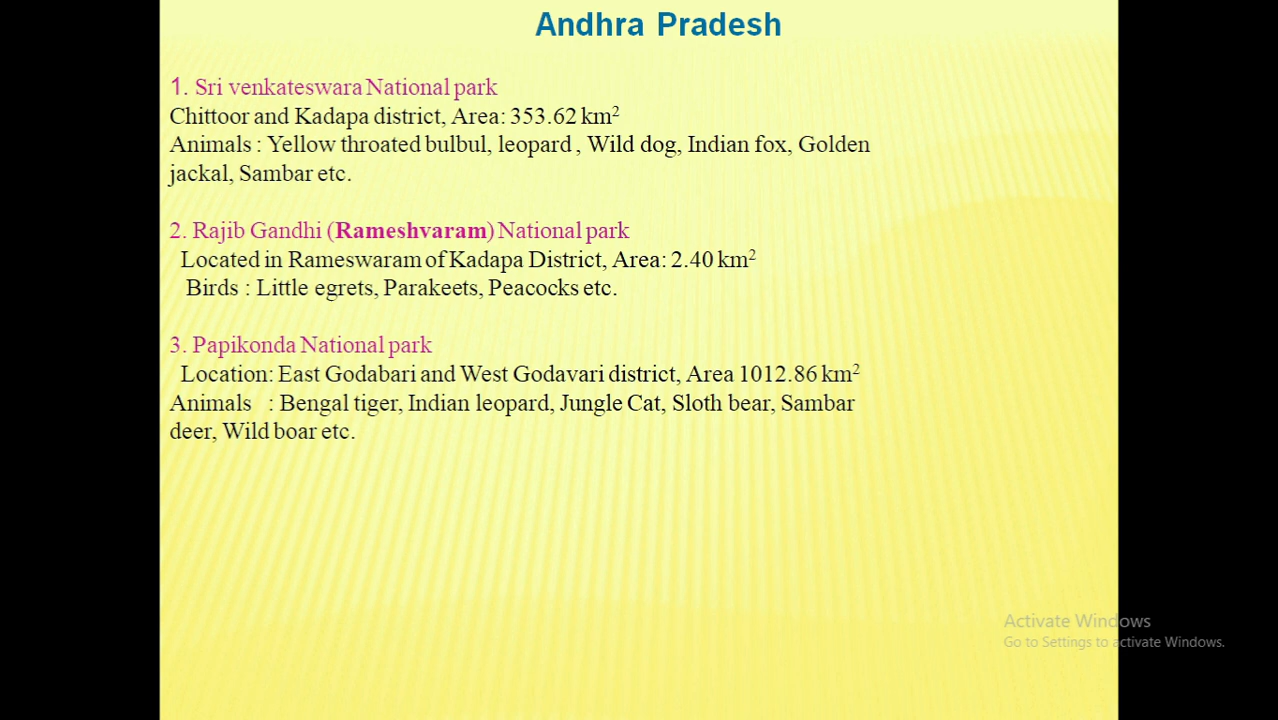 Andhra Pradesh
1. Sri venkateswara National park
Chittoor and Kadapa district, Area: 353.62 km²
Animals : Yellow throated bulbul, leopard , Wild dog, Indian fox, Golden
jackal, Sambar etc.
2. Rajib Gandhi (Rameshvaram) National park
Located in Rameswaram of Kadapa District, Area: 2.40 km²
Birds : Little egrets, Parakeets, Peacocks etc.
3. Papikonda National park
Location: East Godabari and West Godavari district, Area 1012.86 km²
Animals : Bengal tiger, Indian leopard, Jungle Cat, Sloth bear, Sambar
deer, Wild boar etc.
Activate Windows
Go to Settings to activate Windows.